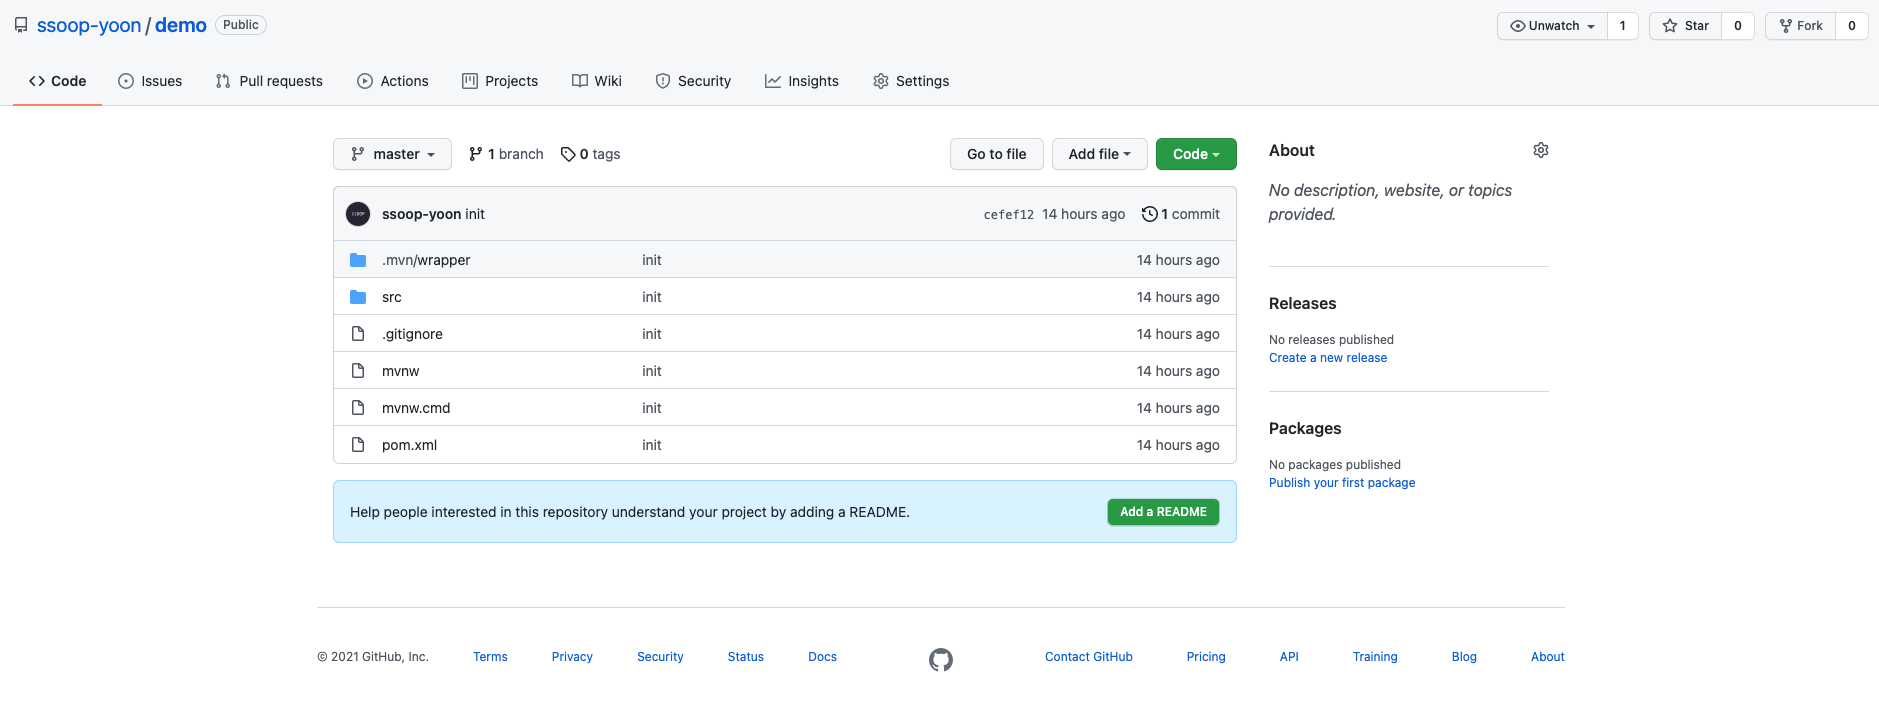 ssoop-yoon / demo Public Unwatch 1 Star 0 Fork 0
Code Issues Pull requests Actions Projects Wiki Security Insights Settings
master 1 branch 0 tags Go to file Add file Code
ssoop-yoon init cefef12 14 hours ago 1 commit
.mvn/wrapper init 14 hours ago
src init 14 hours ago
.gitignore init 14 hours ago
mvnw init 14 hours ago
mvnw.cmd init 14 hours ago
pom.xml init 14 hours ago
Help people interested in this repository understand your project by adding a README. Add a README
About
No description, website, or topics
provided.
Releases
No releases published
Create a new release
Packages
No packages published
Publish your first package
© 2021 GitHub, Inc. Terms Privacy Security Status Docs Contact GitHub Pricing API Training Blog About